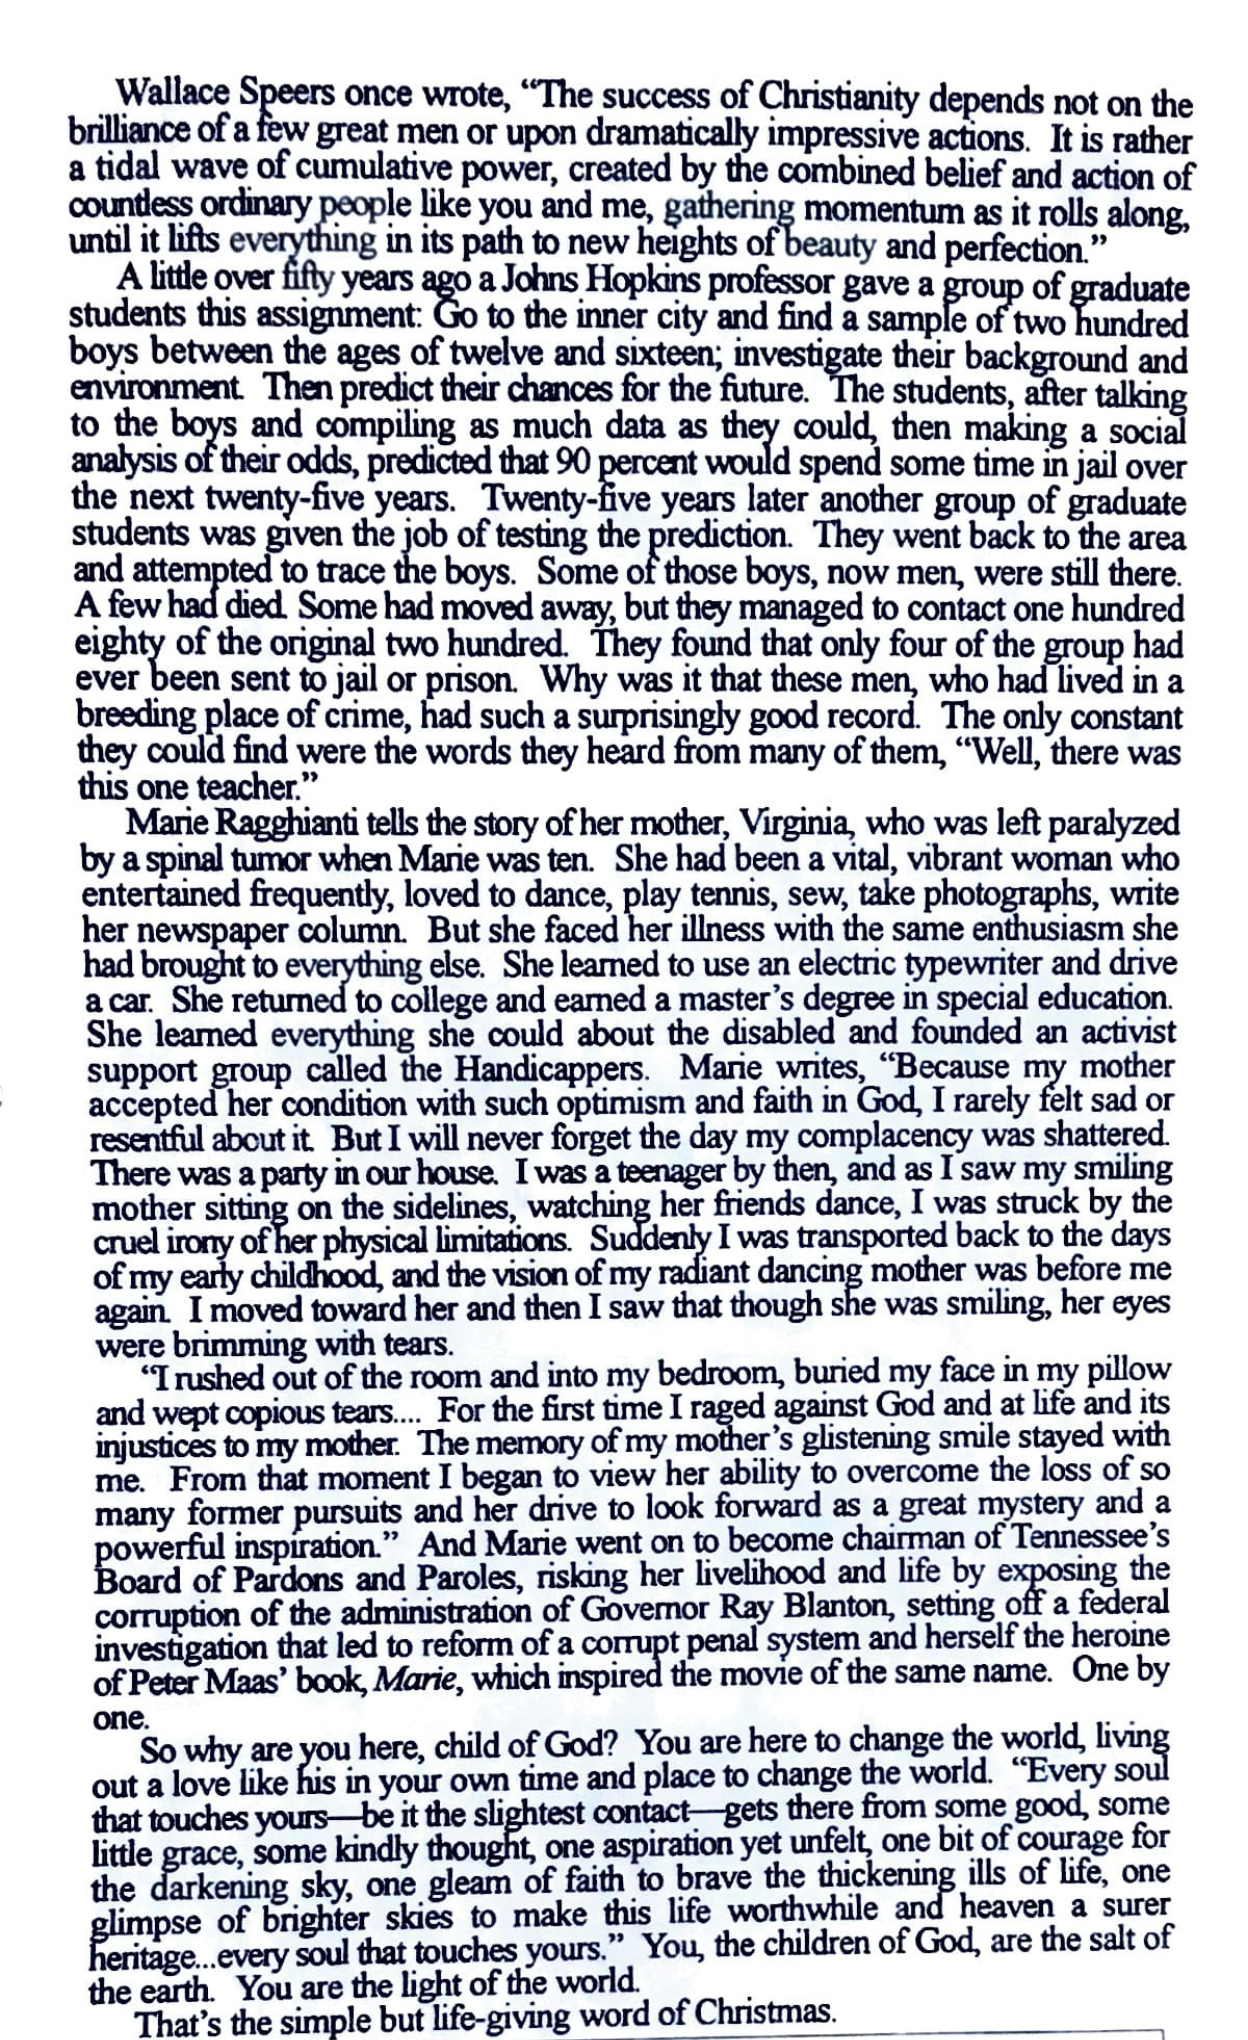 Wallace Speers once wrote, “The success of Christianity depends not on the
brilliance of a few great men or upon dramatically impressive actions. It is rather
a tidal wave of cumulative power, created by the combined belief and action of
countless ordinary people like you and me, gathering momentum as it rolls along,
until it lifts everything in its path to new heights of beauty and perfection.”
A little over fifty years ago a Johns Hopkins professor gave a group of graduate
students this assignment: Go to the inner city and find a sample of two hundred
boys between the ages of twelve and sixteen; investigate their background and
environment. Then predict their chances for the future. The students, after talking
to the boys and compiling as much data as they could, then making a social
analysis of their odds, predicted that 90 percent would spend some time in jail over
the next twenty-five years. Twenty-five years later another group of graduate
students was given the job of testing the prediction. They went back to the area
and attempted to trace the boys. Some of those boys, now men, were still there.
A few had died. Some had moved away, but they managed to contact one hundred
eighty of the original two hundred. They found that only four of the group had
ever been sent to jail or prison. Why was it that these men, who had lived in a
breeding place of crime, had such a surprisingly good record. The only constant
they could find were the words they heard from many of them, “Well, there was
this one teacher.”
Marie Ragghianti tells the story of her mother, Virginia, who was left paralyzed
by a spinal tumor when Marie was ten. She had been a vital, vibrant woman who
entertained frequently, loved to dance, play tennis, sew, take photographs, write
her newspaper column. But she faced her illness with the same enthusiasm she
had brought to everything else. She learned to use an electric typewriter and drive
a car. She returned to college and earned a master’s degree in special education.
She learned everything she could about the disabled and founded an activist
support group called the Handicappers. Marie writes, “Because my mother
accepted her condition with such optimism and faith in God, I rarely felt sad or
resentful about it. But I will never forget the day my complacency was shattered.
There was a party in our house. I was a teenager by then, and as I saw my smiling
mother sitting on the sidelines, watching her friends dance, I was struck by the
cruel irony of her physical limitations. Suddenly I was transported back to the days
of my early childhood, and the vision of my radiant dancing mother was before me
again. I moved toward her and then I saw that though she was smiling, her eyes
were brimming with tears.
“I rushed out of the room and into my bedroom, buried my face in my pillow
and wept copious tears.... For the first time I raged against God and at life and its
injustices to my mother. The memory of my mother’s glistening smile stayed with
me. From that moment I began to view her ability to overcome the loss of so
many former pursuits and her drive to look forward as a great mystery and a
powerful inspiration.” And Marie went on to become chairman of Tennessee’s
Board of Pardons and Paroles, risking her livelihood and life by exposing the
corruption of the administration of Governor Ray Blanton, setting off a federal
investigation that led to reform of a corrupt penal system and herself the heroine
of Peter Maas’ book, Marie, which inspired the movie of the same name. One by
one.
So why are you here, child of God? You are here to change the world, living
out a love like his in your own time and place to change the world. “Every soul
that touches yours—be it the slightest contact—gets there from some good, some
little grace, some kindly thought, one aspiration yet unfelt, one bit of courage for
the darkening sky, one gleam of faith to brave the thickening ills of life, one
glimpse of brighter skies to make this life worthwhile and heaven a surer
heritage...every soul that touches yours.” You, the children of God, are the salt of
the earth. You are the light of the world.
That’s the simple but life-giving word of Christmas.